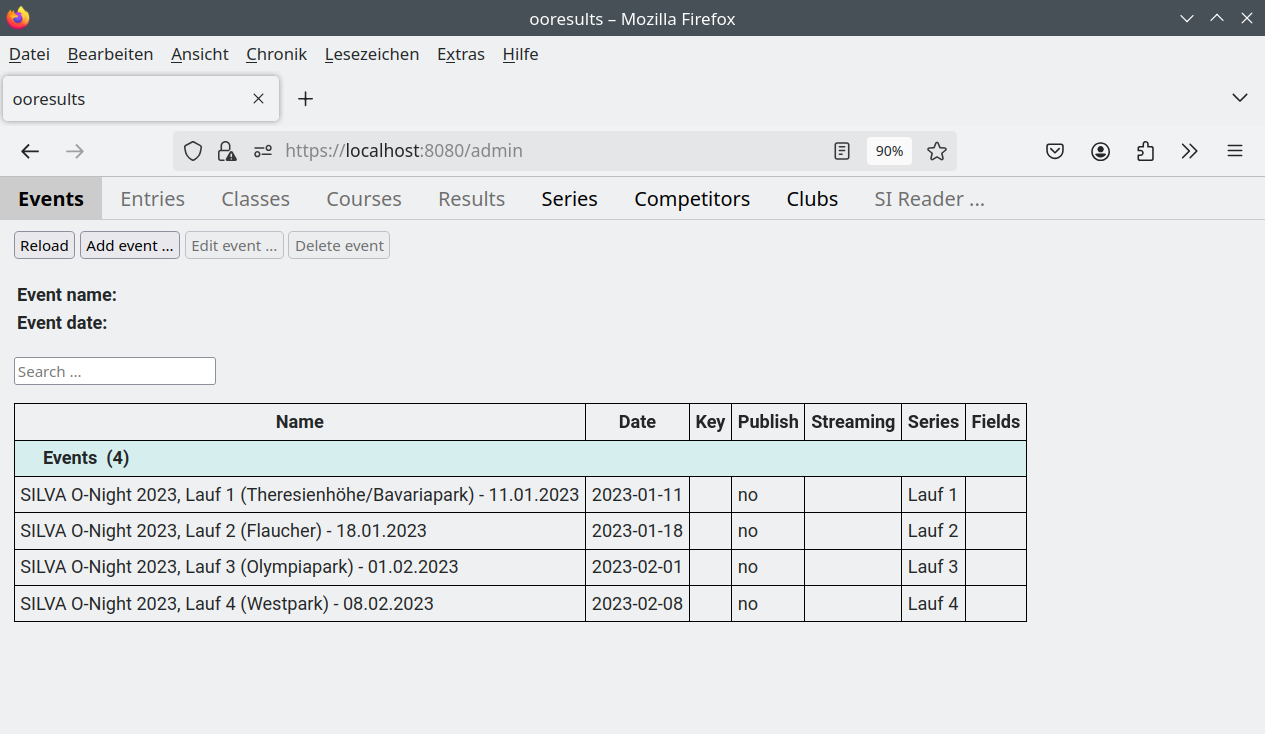 ooresults – Mozilla Firefox
Datei Bearbeiten Ansicht Chronik Lesezeichen Extras Hilfe
ooresults
https://localhost:8080/admin 90%
Events Entries Classes Courses Results Series Competitors Clubs SI Reader ...
Reload Add event ... Edit event ... Delete event
Event name:
Event date:
Search ...
Name Date Key Publish Streaming Series Fields
Events (4)
SILVA O-Night 2023, Lauf 1 (Theresienhöhe/Bavariapark) - 11.01.2023 2023-01-11 no Lauf 1
SILVA O-Night 2023, Lauf 2 (Flaucher) - 18.01.2023 2023-01-18 no Lauf 2
SILVA O-Night 2023, Lauf 3 (Olympiapark) - 01.02.2023 2023-02-01 no Lauf 3
SILVA O-Night 2023, Lauf 4 (Westpark) - 08.02.2023 2023-02-08 no Lauf 4